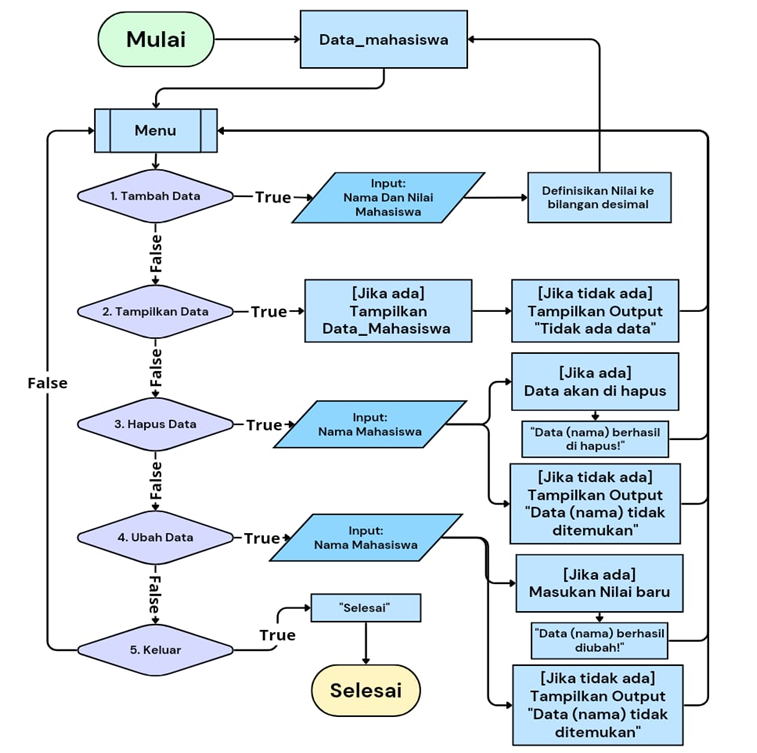 Mulai
Data_mahasiswa
Menu
1. Tambah Data
True
Input:
Nama Dan Nilai
Mahasiswa
Definisikan Nilai ke
bilangan desimal
False
2. Tampilkan Data
True
[Jika ada]
Tampilkan
Data_Mahasiswa
[Jika tidak ada]
Tampilkan Output
"Tidak ada data"
False
False
3. Hapus Data
True
Input:
Nama Mahasiswa
[Jika ada]
Data akan di hapus
"Data (nama) berhasil
di hapus!"
[Jika tidak ada]
Tampilkan Output
"Data (nama) tidak
ditemukan"
False
4. Ubah Data
True
Input:
Nama Mahasiswa
[Jika ada]
Masukan Nilai baru
"Data (nama) berhasil
diubah!"
[Jika tidak ada]
Tampilkan Output
"Data (nama) tidak
ditemukan"
False
5. Keluar
True
"Selesai"
Selesai